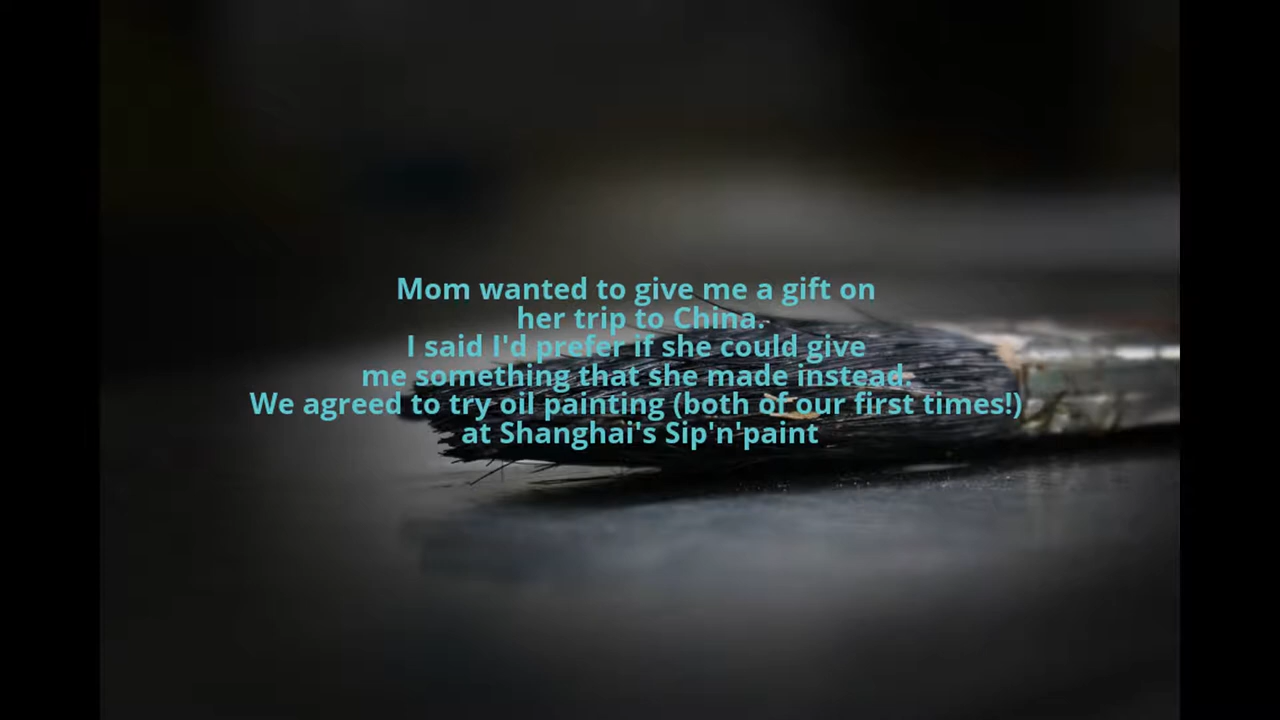 Mom wanted to give me a gift on
her trip to China.
I said I'd prefer if she could give
me something that she made instead.
We agreed to try oil painting (both of our first times!)
at Shanghai's Sip'n'paint